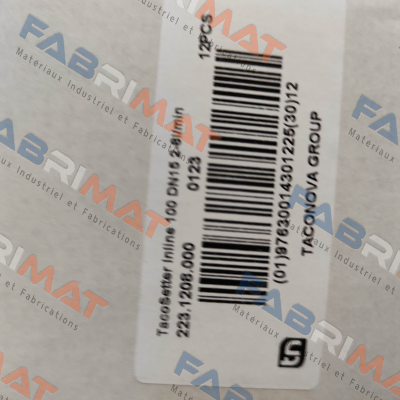 TacoSetter Inline 100 DN15 2-8l/min
223.1208.000
0123
12PCS
(01)97630014301225(30)12
TACONOVA GROUP
FABRIMAT
Matériaux Industriel et Fabrications